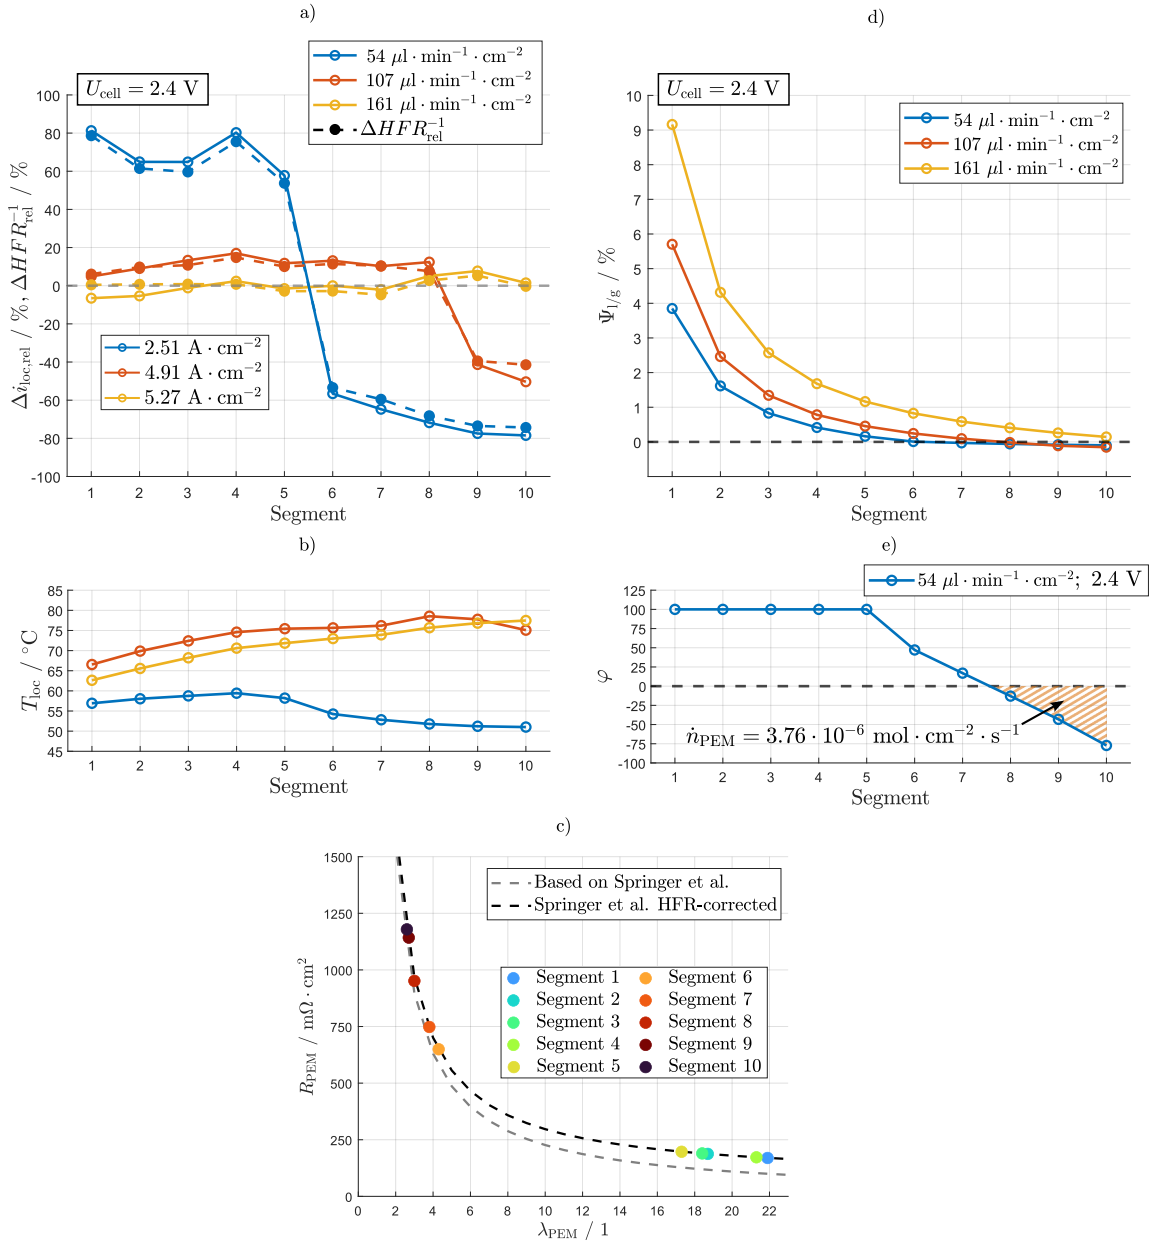 a)
U_cell = 2.4 V
54 μl · min⁻¹ · cm⁻²
107 μl · min⁻¹ · cm⁻²
161 μl · min⁻¹ · cm⁻²
ΔHFR⁻¹_rel
Δi_loc,rel / %, ΔHFR⁻¹_rel / %
100
80
60
40
20
0
-20
-40
-60
-80
-100
2.51 A · cm⁻²
4.91 A · cm⁻²
5.27 A · cm⁻²
1 2 3 4 5 6 7 8 9 10
Segment
d)
U_cell = 2.4 V
54 μl · min⁻¹ · cm⁻²
107 μl · min⁻¹ · cm⁻²
161 μl · min⁻¹ · cm⁻²
Ψ_l/g / %
10
9
8
7
6
5
4
3
2
1
0
1 2 3 4 5 6 7 8 9 10
Segment
b)
T_loc / °C
85
80
75
70
65
60
55
50
45
1 2 3 4 5 6 7 8 9 10
Segment
e)
54 μl · min⁻¹ · cm⁻²; 2.4 V
φ
125
100
75
50
25
0
-25
-50
-75
-100
ṅ_PEM = 3.76 · 10⁻⁶ mol · cm⁻² · s⁻¹
1 2 3 4 5 6 7 8 9 10
Segment
c)
R_PEM / mΩ · cm²
1500
1250
1000
750
500
250
0
Based on Springer et al.
Springer et al. HFR-corrected
Segment 1 Segment 6
Segment 2 Segment 7
Segment 3 Segment 8
Segment 4 Segment 9
Segment 5 Segment 10
0 2 4 6 8 10 12 14 16 18 20 22
λ_PEM / 1